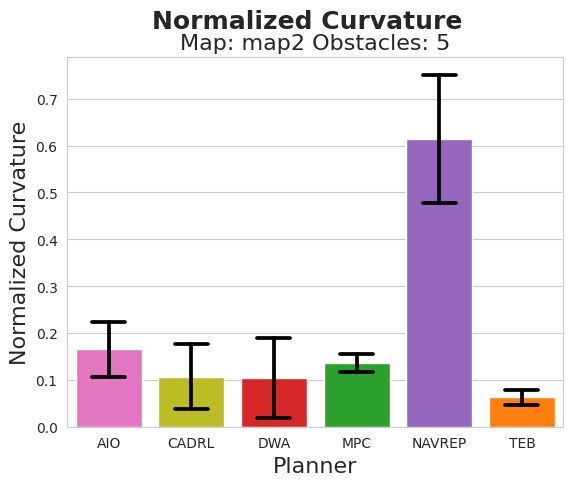 Normalized Curvature
Map: map2 Obstacles: 5
Normalized Curvature
0.7
0.6
0.5
0.4
0.3
0.2
0.1
0.0
AIO CADRL DWA MPC NAVREP TEB
Planner